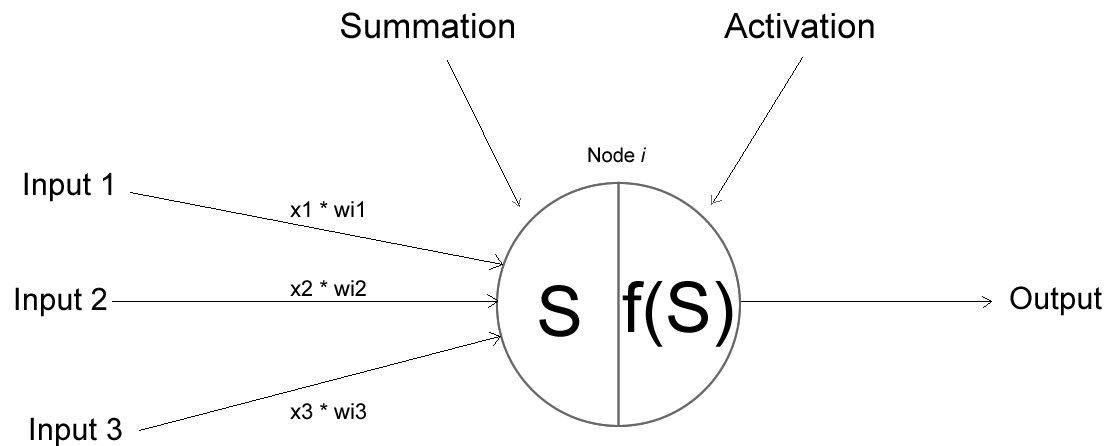 Summation
Activation
Node i
Input 1
x1 * wi1
Input 2
x2 * wi2
S
f(S)
Output
Input 3
x3 * wi3